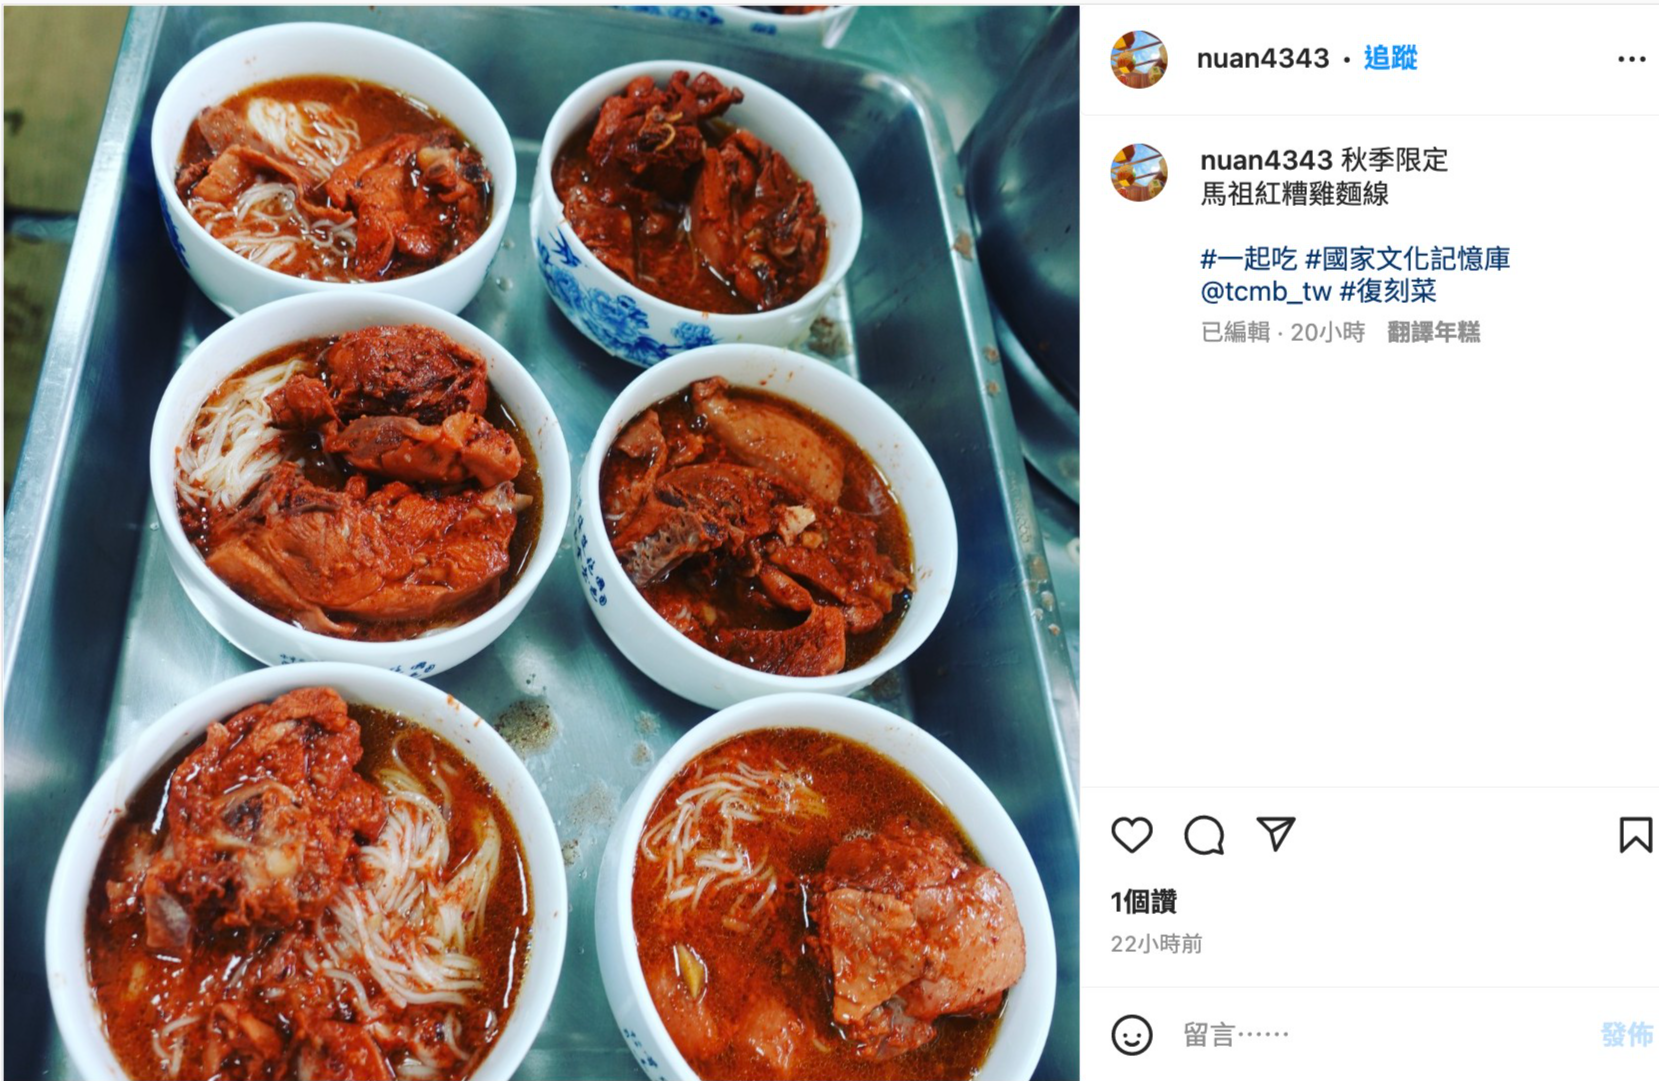 nuan4343 · 追蹤
nuan4343 秋季限定
馬祖紅糟雞麵線
#一起吃 #國家文化記憶庫
@tcmb_tw #復刻菜
已編輯 · 20小時 翻譯年糕
1個讚
22小時前
留言……
發佈